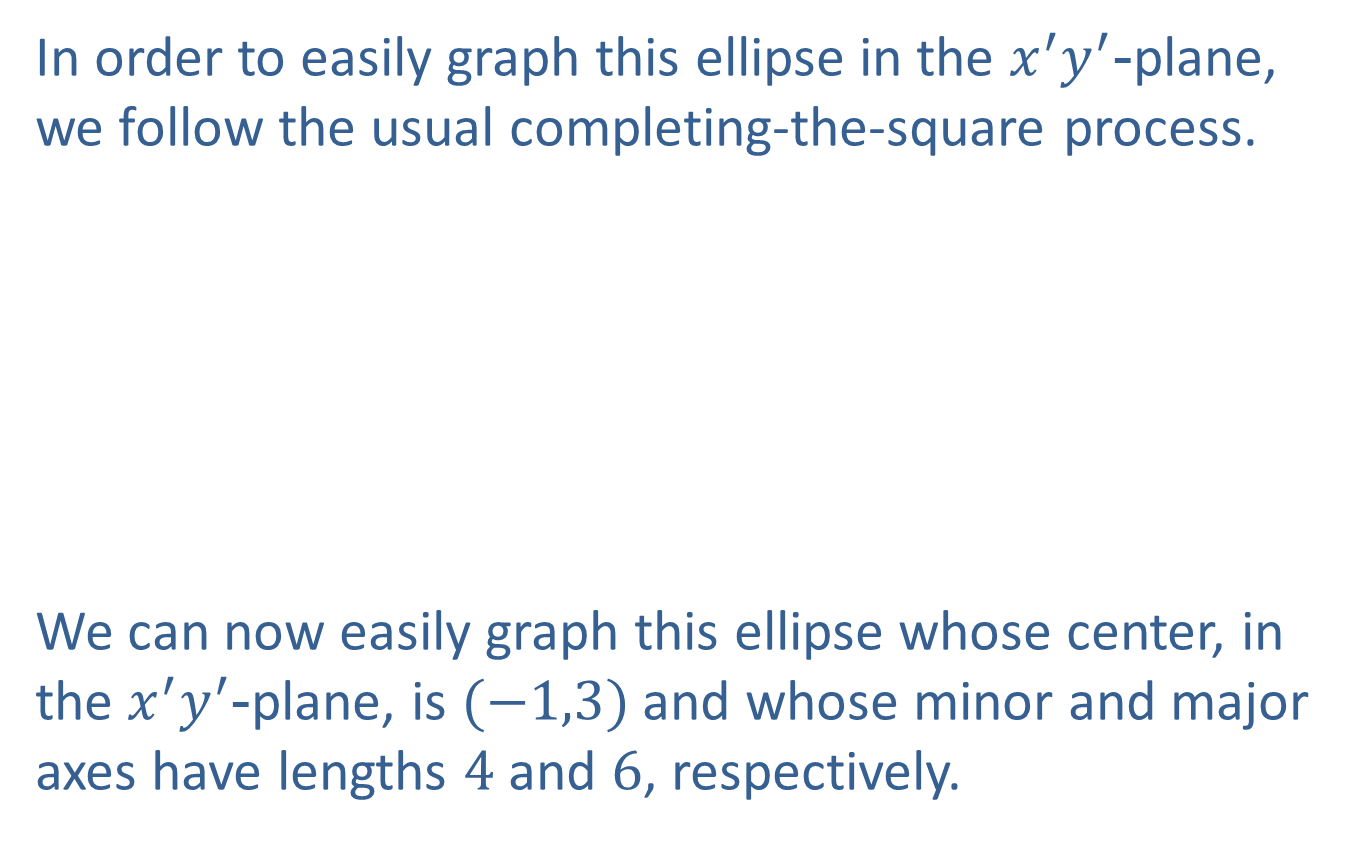 In order to easily graph this ellipse in the x′y′-plane,
we follow the usual completing-the-square process.
We can now easily graph this ellipse whose center, in
the x′y′-plane, is (−1,3) and whose minor and major
axes have lengths 4 and 6, respectively.